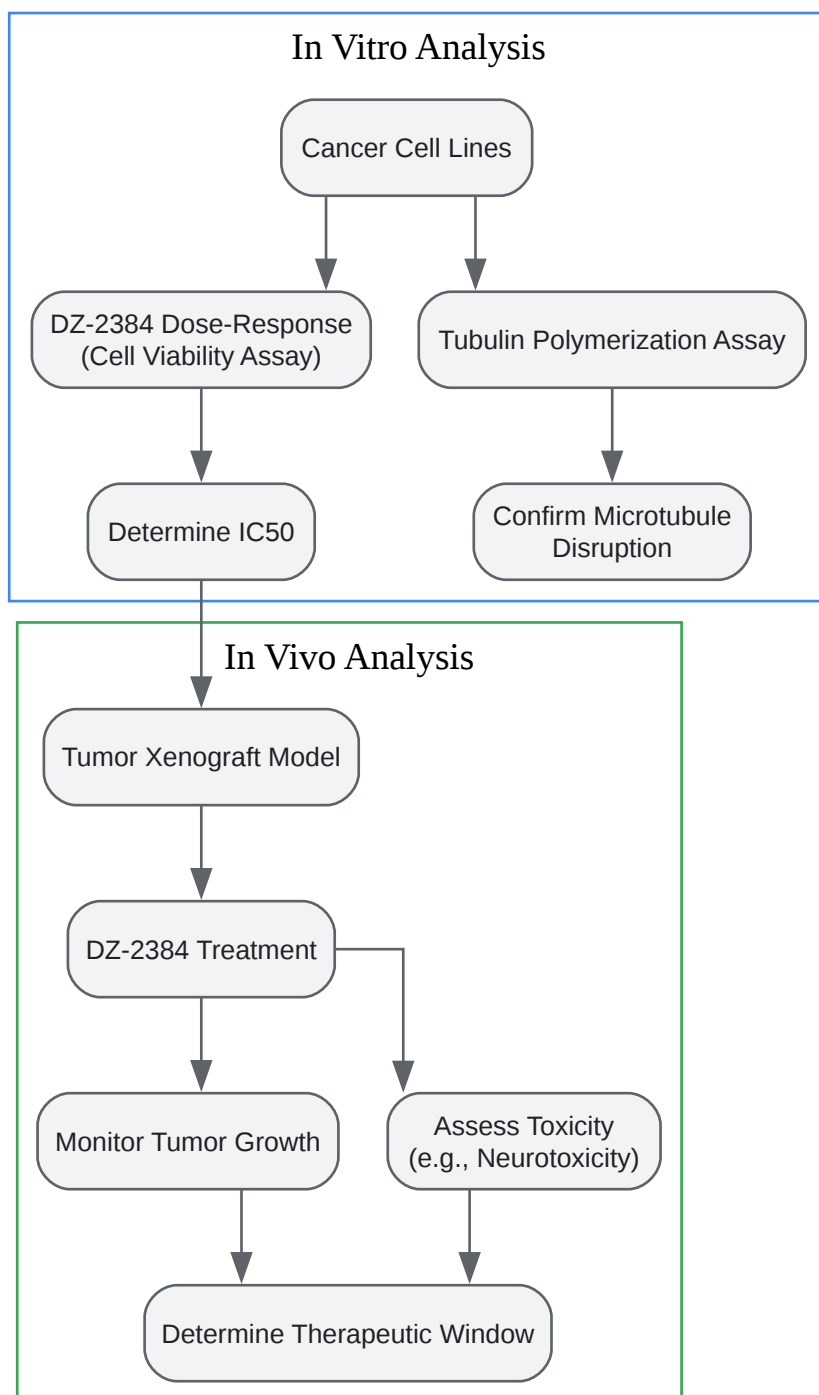 In Vitro Analysis
Cancer Cell Lines
DZ-2384 Dose-Response
(Cell Viability Assay)
Tubulin Polymerization Assay
Determine IC50
Confirm Microtubule
Disruption
In Vivo Analysis
Tumor Xenograft Model
DZ-2384 Treatment
Monitor Tumor Growth
Assess Toxicity
(e.g., Neurotoxicity)
Determine Therapeutic Window